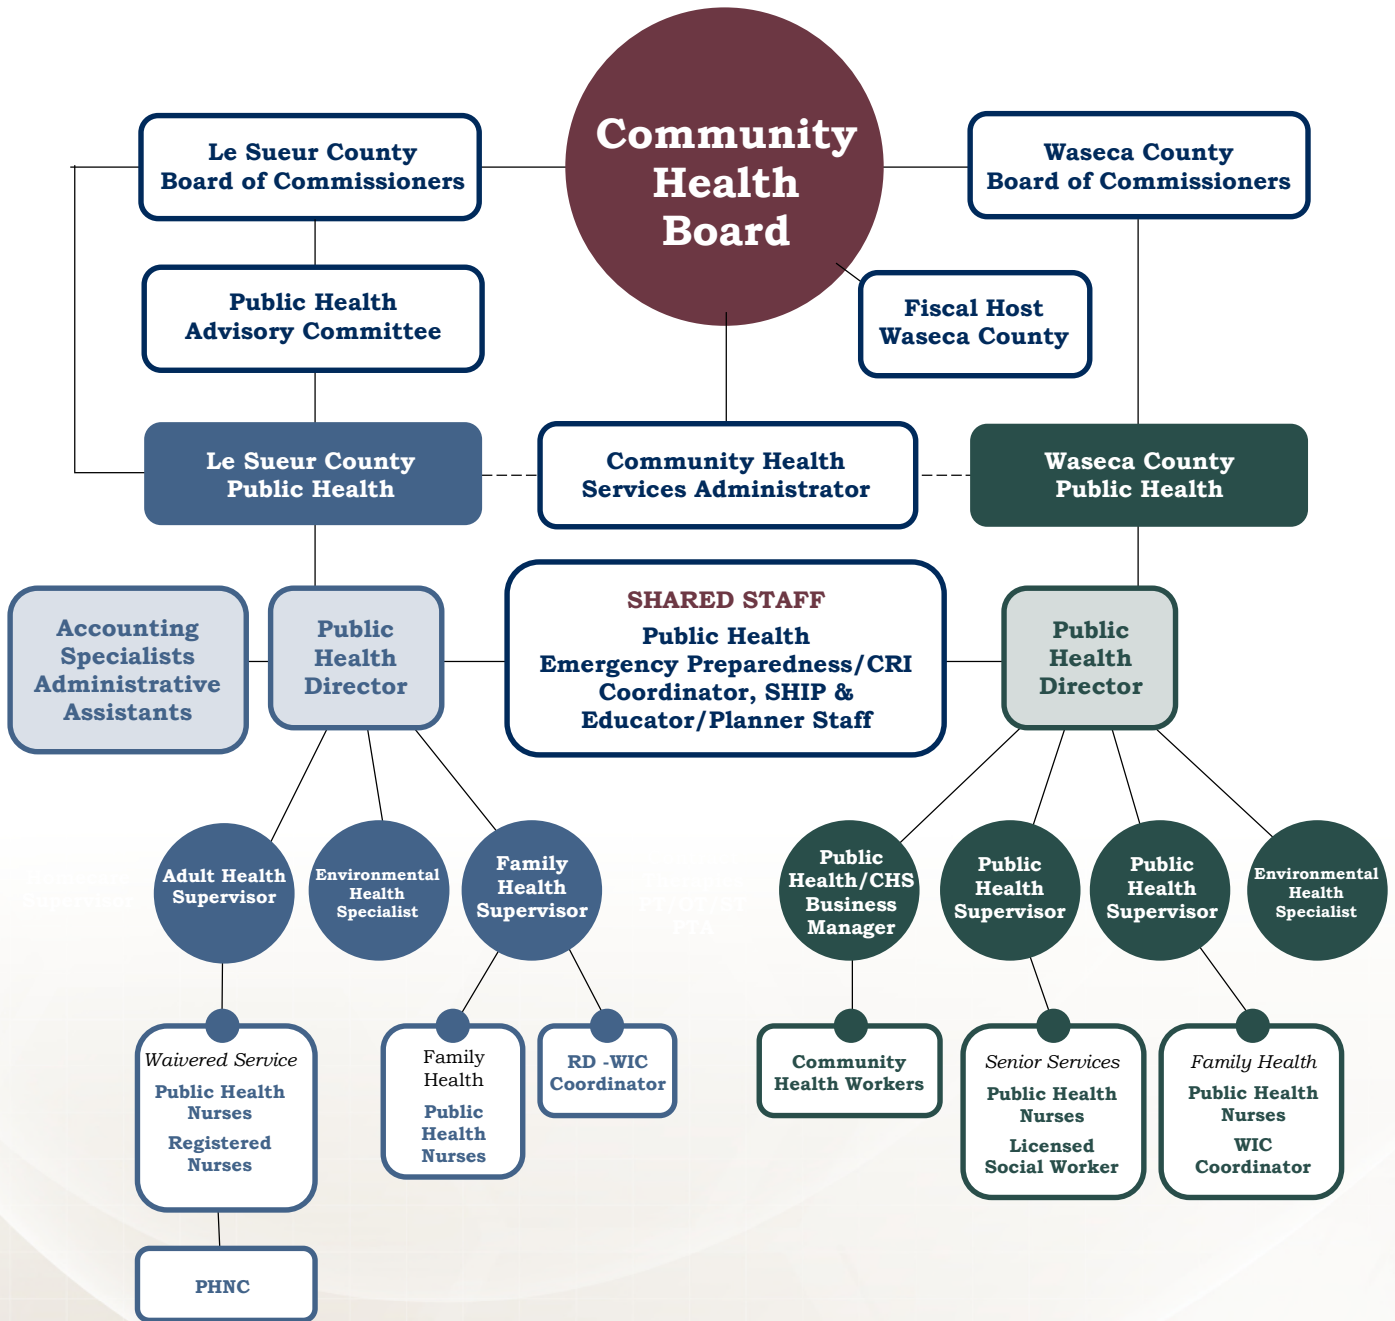 Community
Health
Board
Le Sueur County
Board of Commissioners
Waseca County
Board of Commissioners
Public Health
Advisory Committee
Fiscal Host
Waseca County
Le Sueur County
Public Health
Community Health
Services Administrator
Waseca County
Public Health
Accounting
Specialists
Administrative
Assistants
Public
Health
Director
SHARED STAFF
Public Health
Emergency Preparedness/CRI
Coordinator, SHIP &
Educator/Planner Staff
Public
Health
Director
Adult Health
Supervisor
Environmental
Health
Specialist
Family
Health
Supervisor
PTA
Public
Health/CHS
Business
Manager
Public
Health
Supervisor
Public
Health
Supervisor
Environmental
Health
Specialist
Waivered Service
Public Health
Nurses
Registered
Nurses
Family
Health
Public
Health
Nurses
RD -WIC
Coordinator
Community
Health Workers
Senior Services
Public Health
Nurses
Licensed
Social Worker
Family Health
Public Health
Nurses
WIC
Coordinator
PHNC